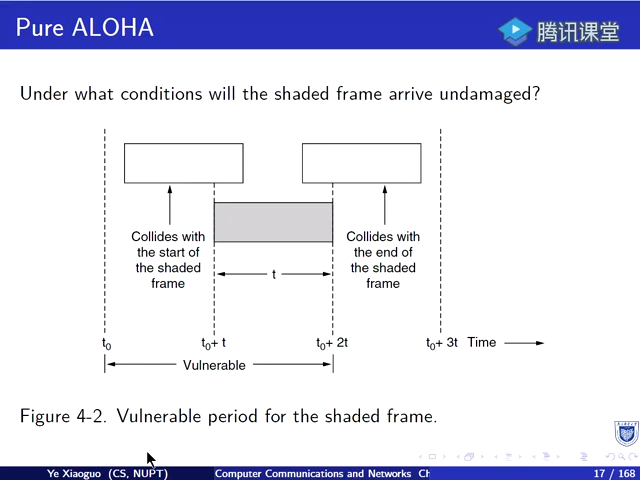 Pure ALOHA
腾讯课堂
Under what conditions will the shaded frame arrive undamaged?
Collides with
the start of
the shaded
frame
Collides with
the end of
the shaded
frame
t
t₀
t₀+ t
t₀+ 2t
t₀+ 3t Time
Vulnerable
Figure 4-2. Vulnerable period for the shaded frame.
Ye Xiaoguo (CS, NUPT) Computer Communications and Networks Ch 17 / 168